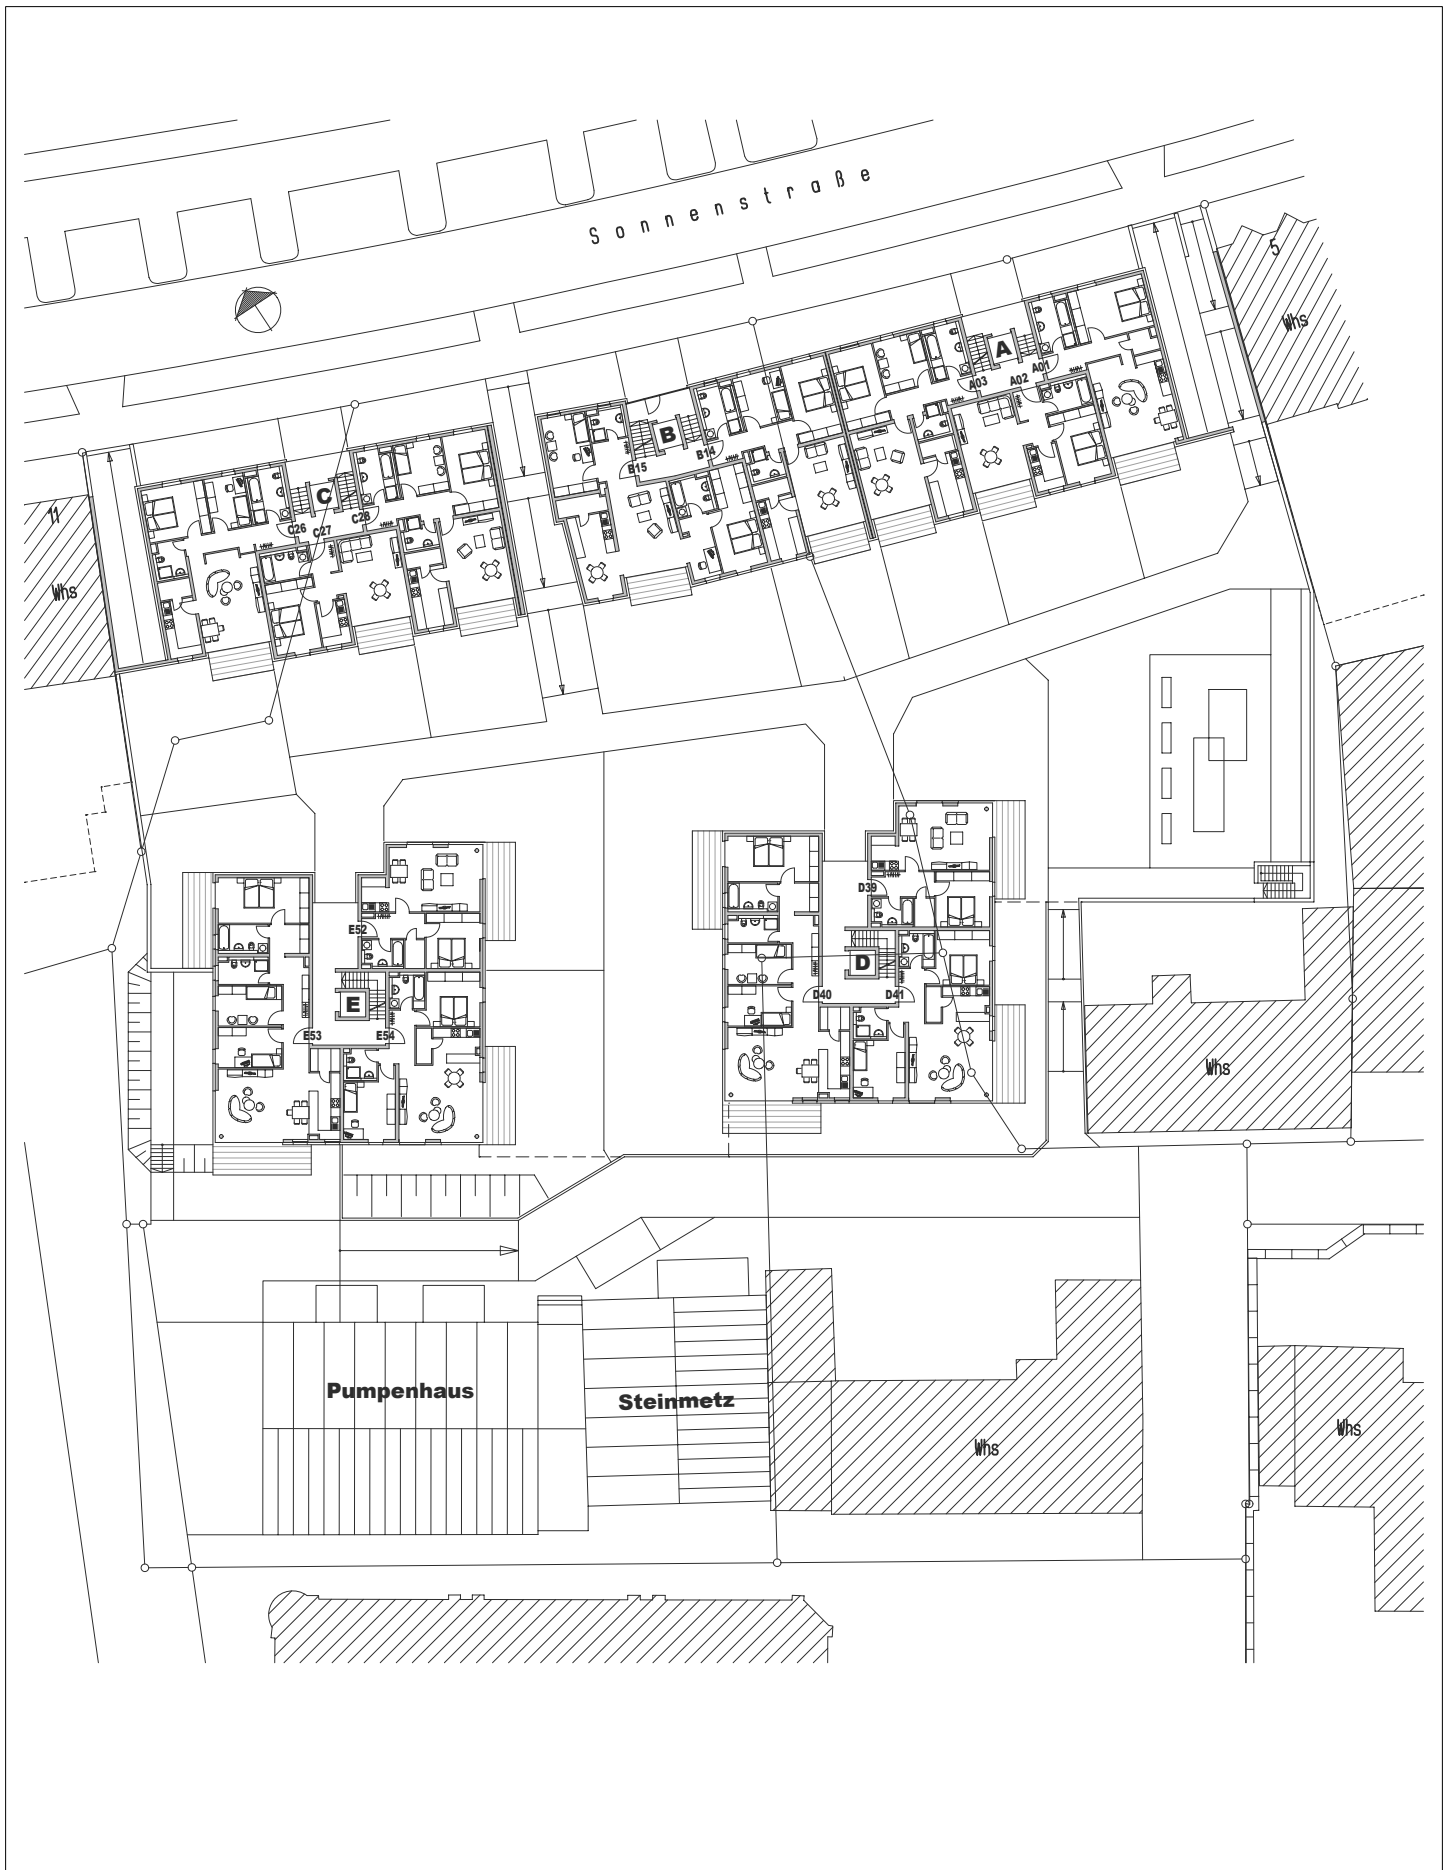 Sonnenstraße
5
Whs
A
A01
A02
A03
B
B14
B15
C
C26
C27
C28
11
Whs
D39
E52
D
D40
D41
E
E53
E54
Whs
Pumpenhaus
Steinmetz
Whs
Whs